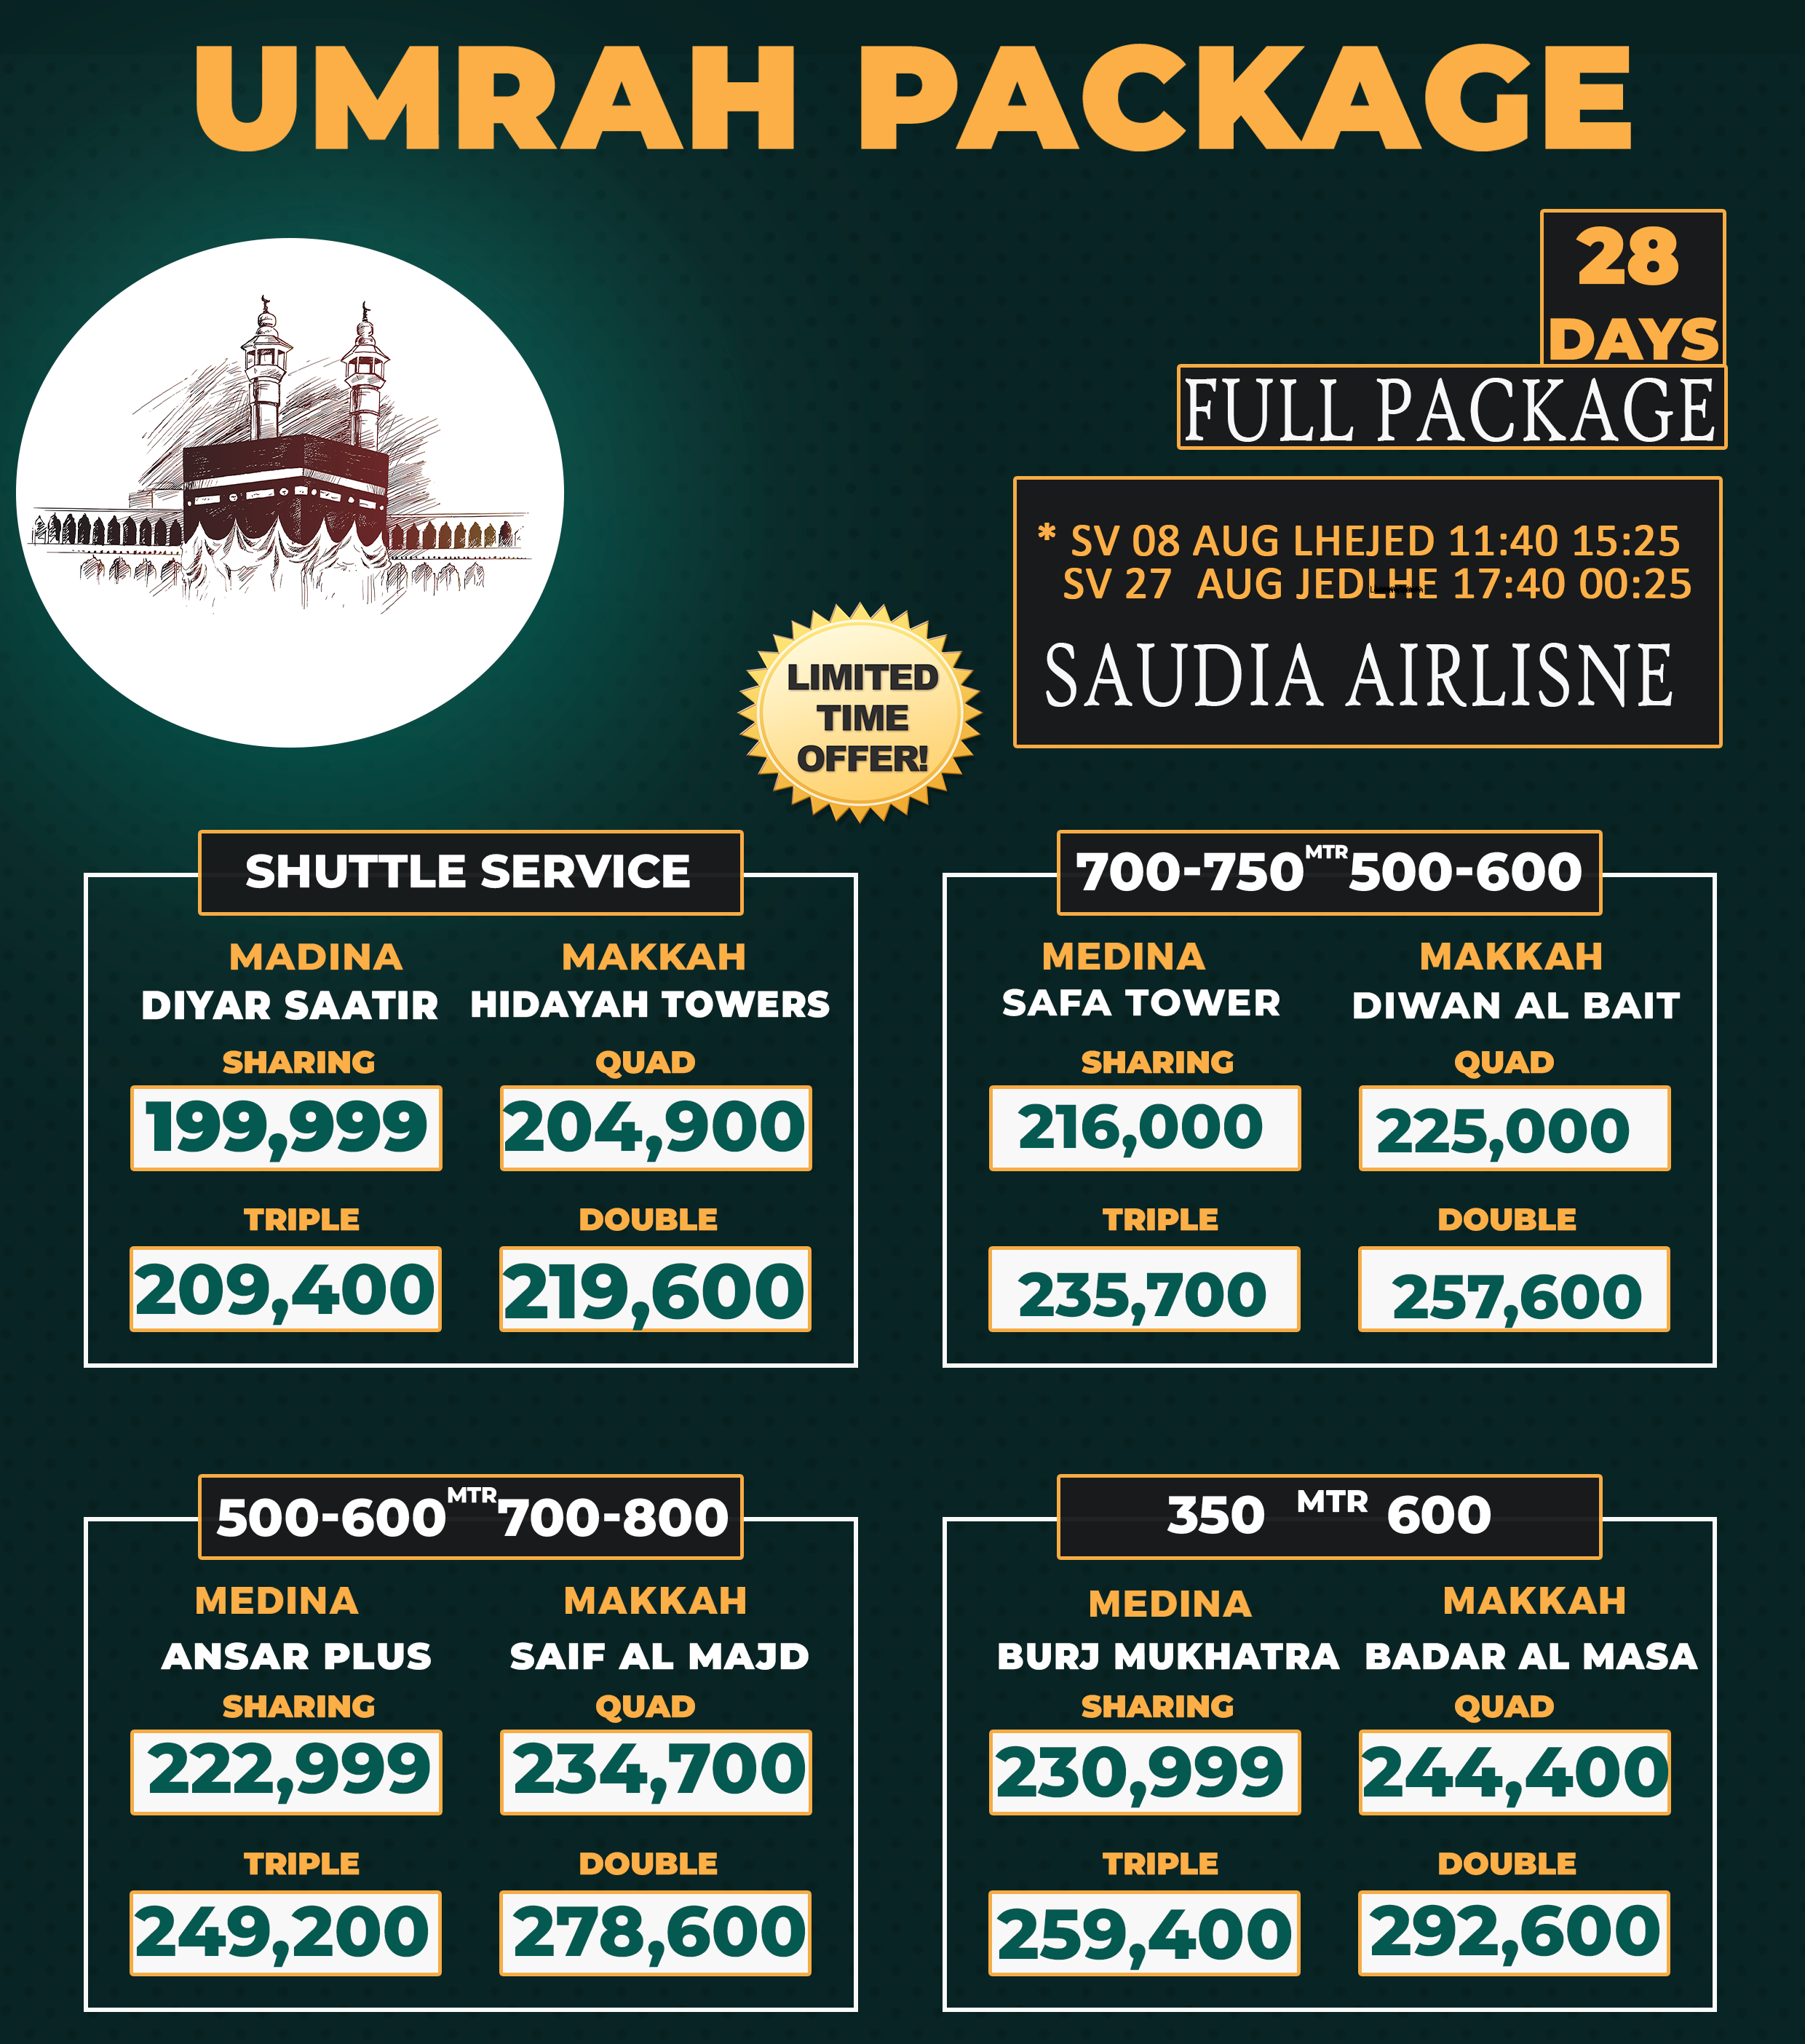 UMRAH PACKAGE
28
DAYS
FULL PACKAGE
* SV 08 AUG LHEJED 11:40 15:25
SV 27 AUG JEDLHE 17:40 00:25
SAUDIA AIRLISNE
LIMITED
TIME
OFFER!
SHUTTLE SERVICE
MADINA MAKKAH
DIYAR SAATIR HIDAYAH TOWERS
SHARING QUAD
199,999 204,900
TRIPLE DOUBLE
209,400 219,600
700-750 MTR 500-600
MEDINA MAKKAH
SAFA TOWER DIWAN AL BAIT
SHARING QUAD
216,000 225,000
TRIPLE DOUBLE
235,700 257,600
500-600 MTR 700-800
MEDINA MAKKAH
ANSAR PLUS SAIF AL MAJD
SHARING QUAD
222,999 234,700
TRIPLE DOUBLE
249,200 278,600
350 MTR 600
MEDINA MAKKAH
BURJ MUKHATRA BADAR AL MASA
SHARING QUAD
230,999 244,400
TRIPLE DOUBLE
259,400 292,600